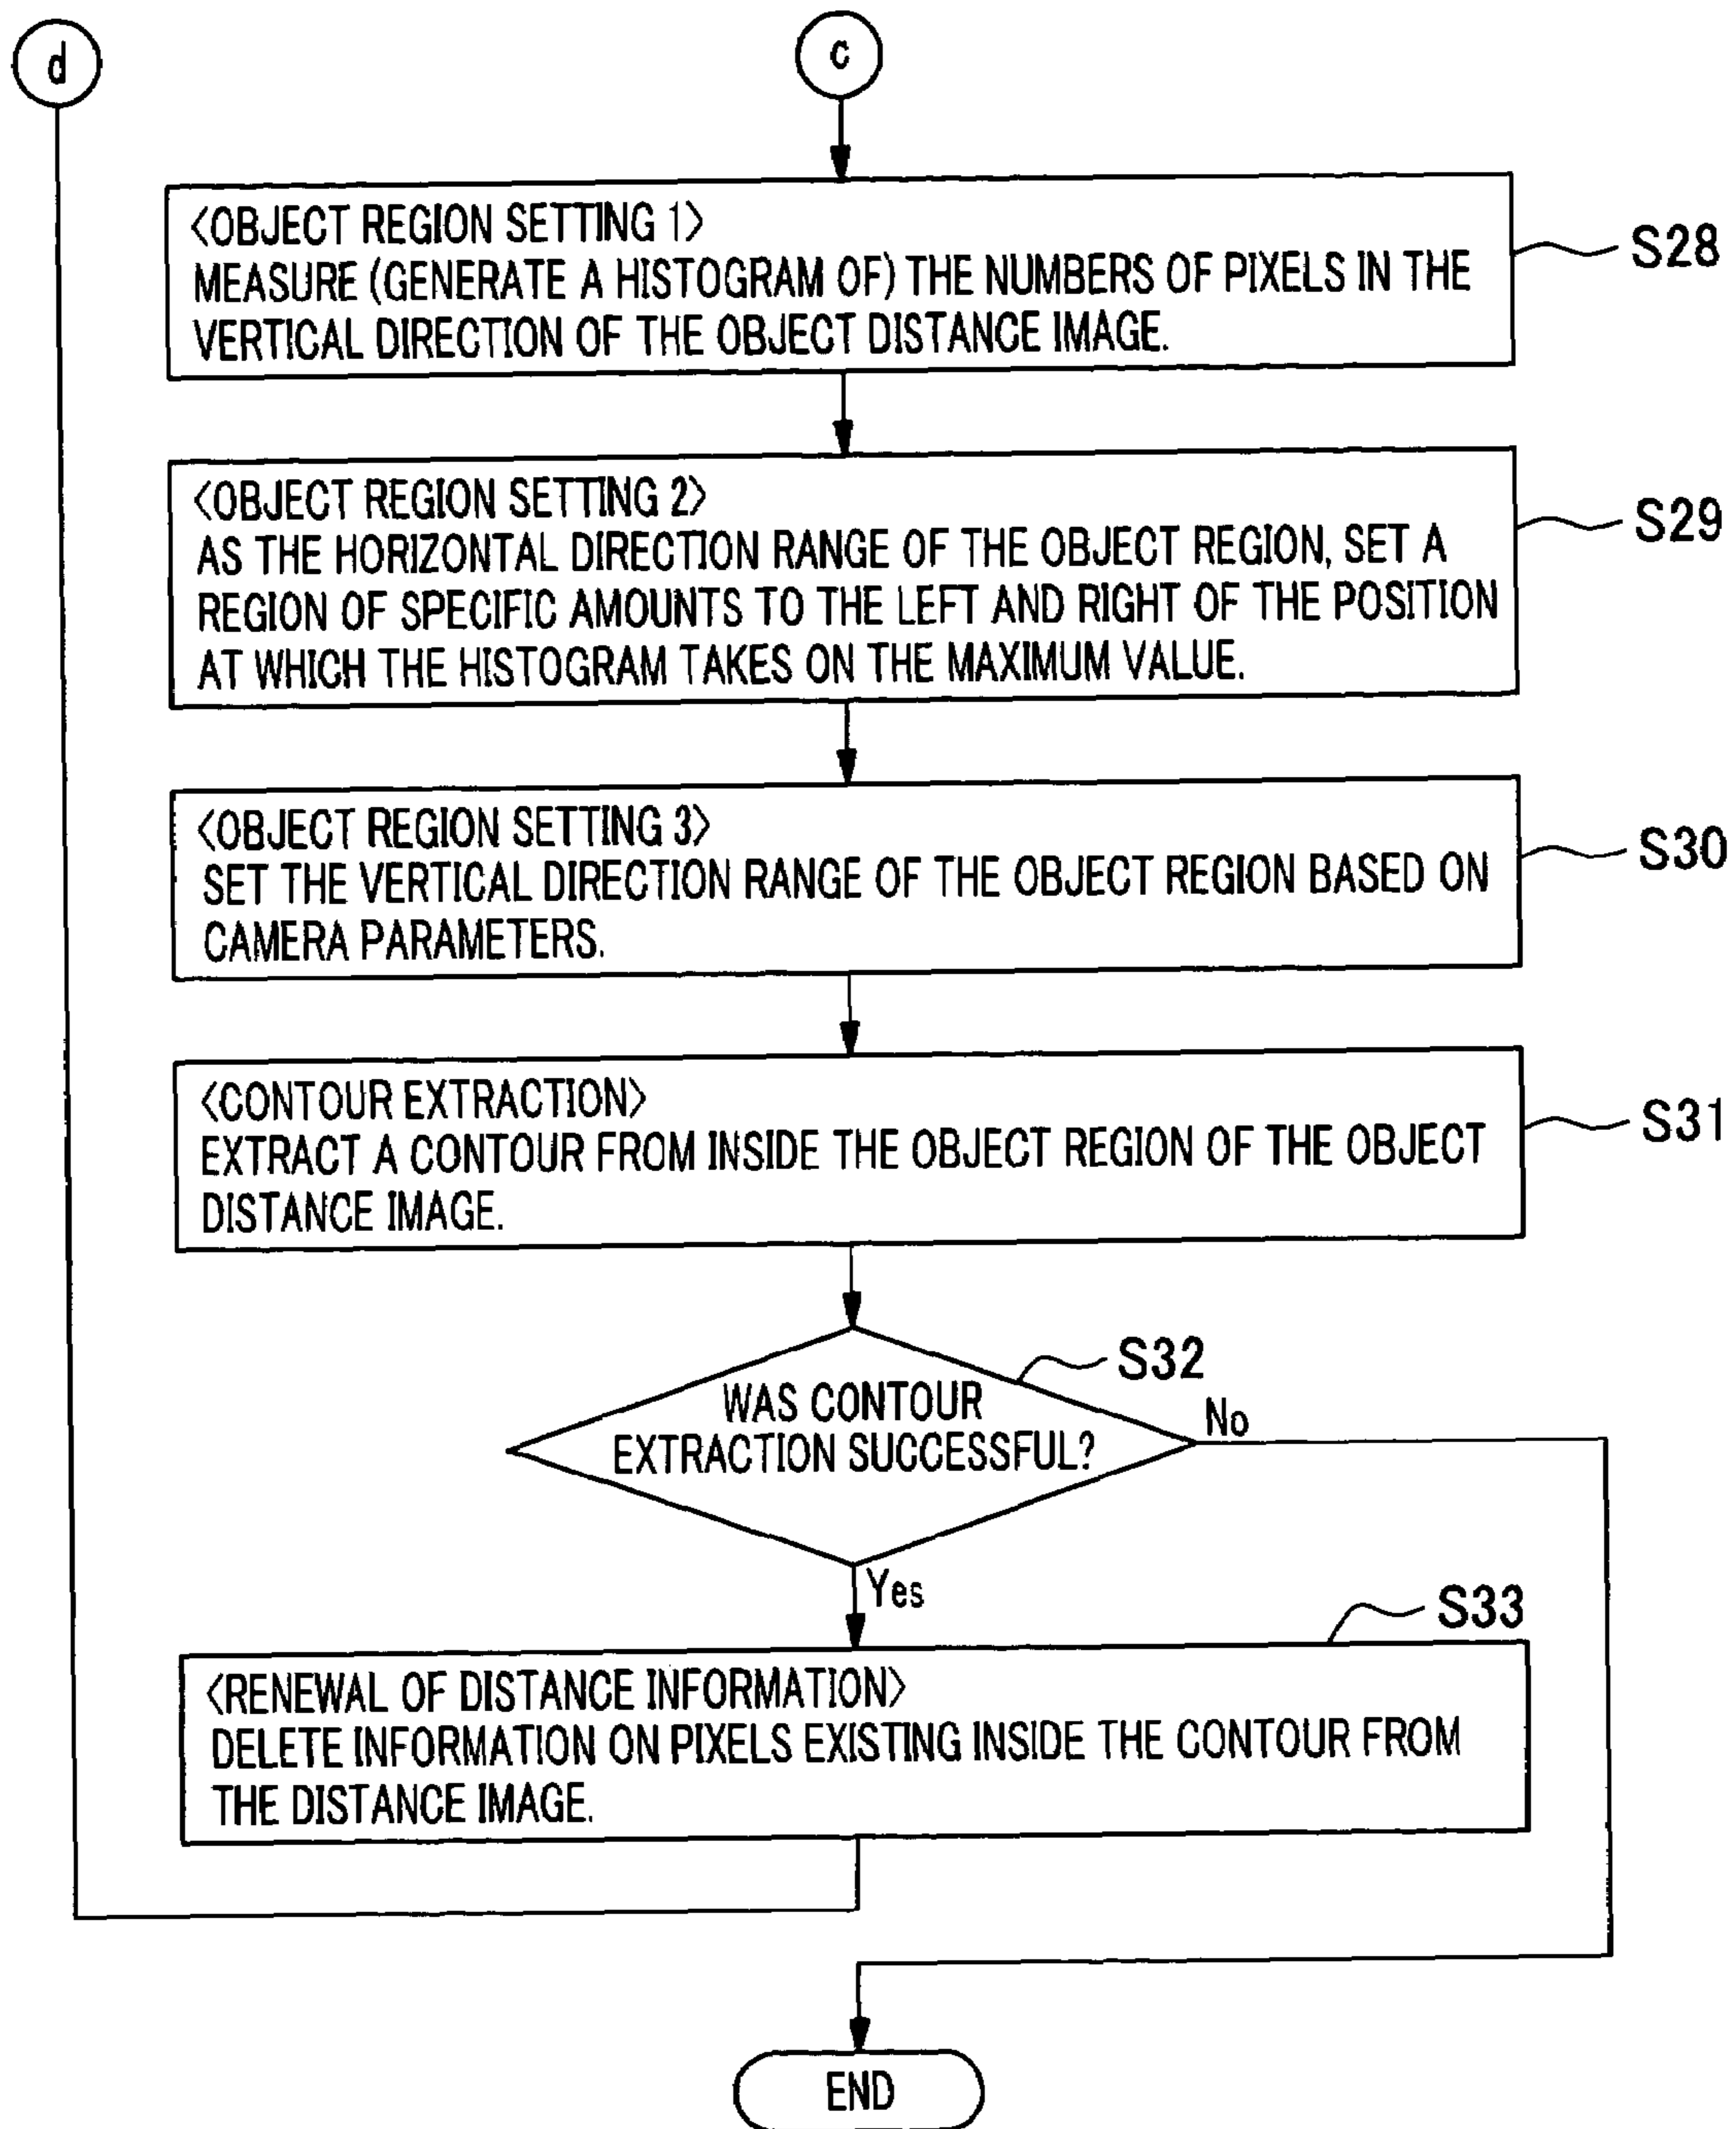 d
c
<OBJECT REGION SETTING 1>
MEASURE (GENERATE A HISTOGRAM OF) THE NUMBERS OF PIXELS IN THE
VERTICAL DIRECTION OF THE OBJECT DISTANCE IMAGE.
S28
<OBJECT REGION SETTING 2>
AS THE HORIZONTAL DIRECTION RANGE OF THE OBJECT REGION, SET A
REGION OF SPECIFIC AMOUNTS TO THE LEFT AND RIGHT OF THE POSITION
AT WHICH THE HISTOGRAM TAKES ON THE MAXIMUM VALUE.
S29
<OBJECT REGION SETTING 3>
SET THE VERTICAL DIRECTION RANGE OF THE OBJECT REGION BASED ON
CAMERA PARAMETERS.
S30
<CONTOUR EXTRACTION>
EXTRACT A CONTOUR FROM INSIDE THE OBJECT REGION OF THE OBJECT
DISTANCE IMAGE.
S31
WAS CONTOUR
EXTRACTION SUCCESSFUL?
S32
No
Yes
S33
<RENEWAL OF DISTANCE INFORMATION>
DELETE INFORMATION ON PIXELS EXISTING INSIDE THE CONTOUR FROM
THE DISTANCE IMAGE.
END